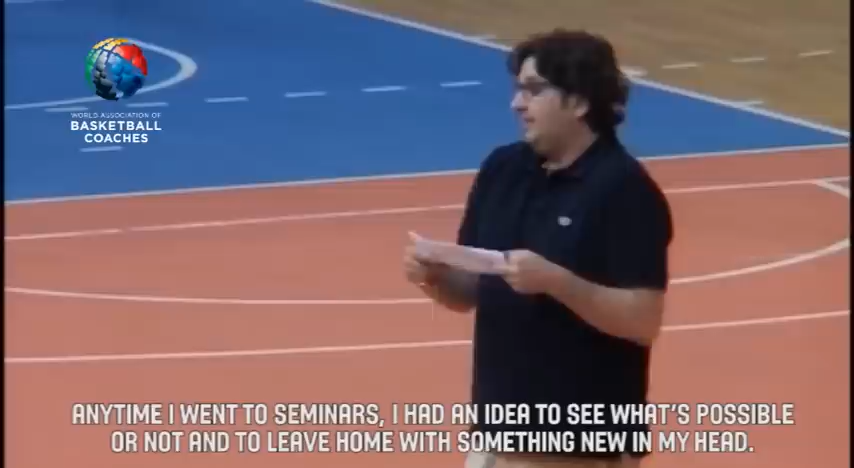 WORLD ASSOCIATION OF
BASKETBALL
COACHES
ANYTIME I WENT TO SEMINARS, I HAD AN IDEA TO SEE WHAT'S POSSIBLE
OR NOT AND TO LEAVE HOME WITH SOMETHING NEW IN MY HEAD.